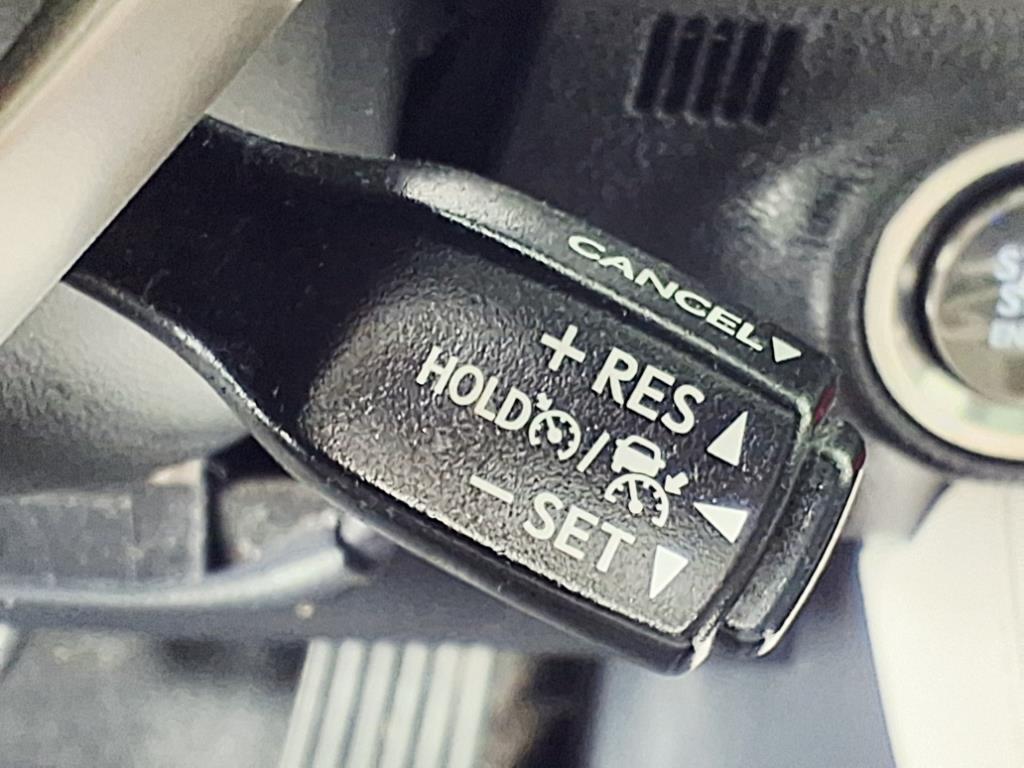 CANCEL
+ RES
HOLD /
− SET